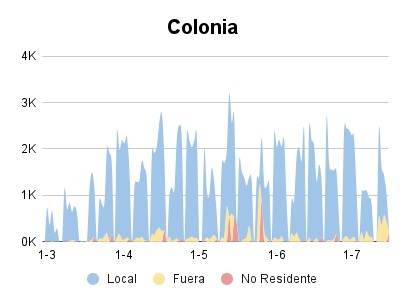 Colonia
4K
3K
2K
1K
0K
1-3 1-4 1-5 1-6 1-7
Local Fuera No Residente